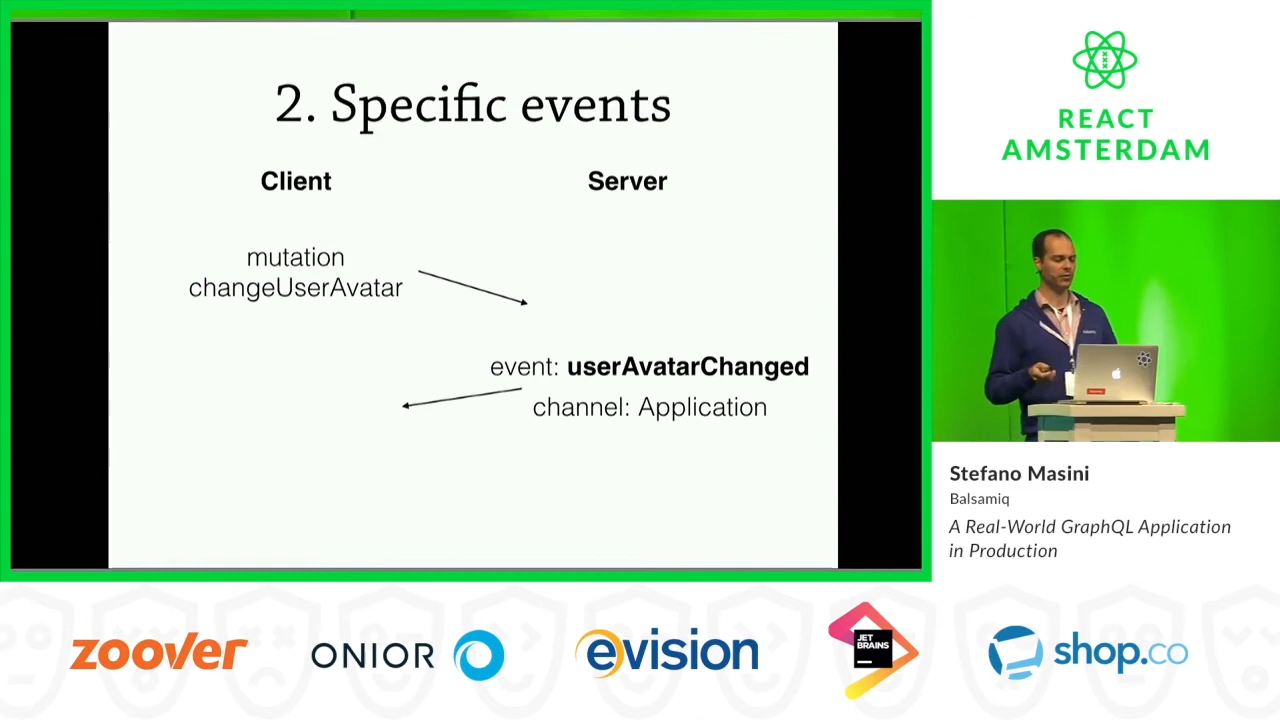 2. Specific events
Client
Server
mutation
changeUserAvatar
event: userAvatarChanged
channel: Application
REACT
AMSTERDAM
Stefano Masini
Balsamiq
A Real-World GraphQL Application
in Production
zoover
ONIOR
evision
JET
BRAINS
shop.co